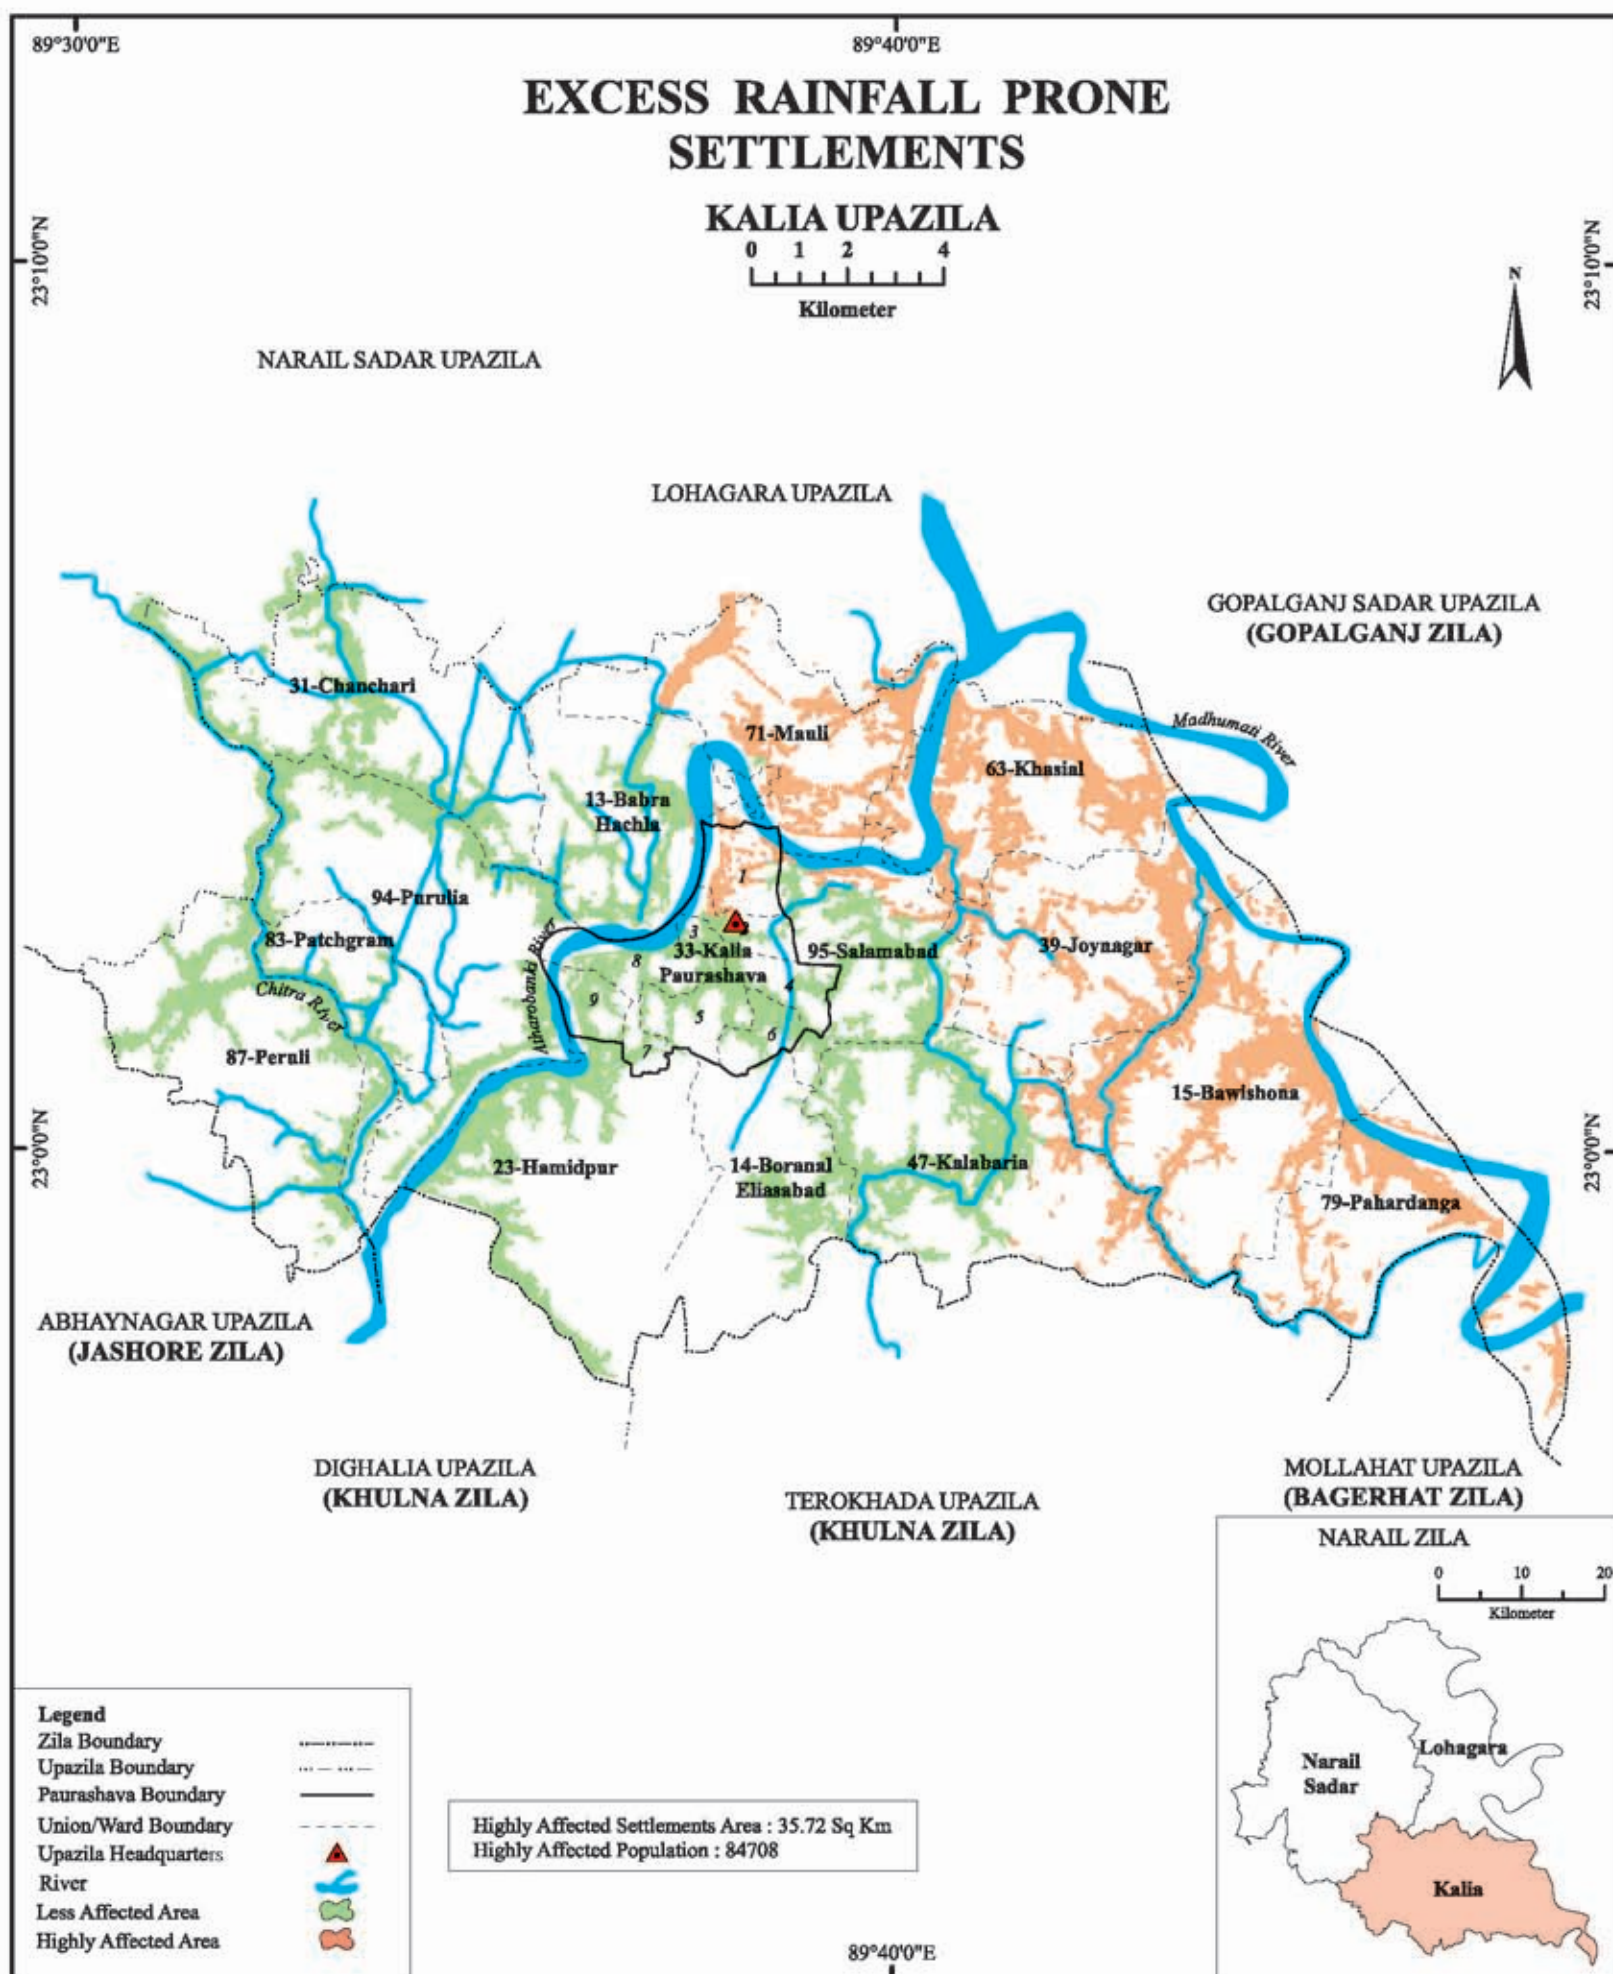 89°30'0"E
89°40'0"E
EXCESS RAINFALL PRONE
SETTLEMENTS
KALIA UPAZILA
0 1 2 4
Kilometer
23°10'0"N
23°10'0"N
N
NARAIL SADAR UPAZILA
LOHAGARA UPAZILA
GOPALGANJ SADAR UPAZILA
(GOPALGANJ ZILA)
31-Chanchari
71-Mauli
Madhumati River
63-Khasial
13-Babra
Hachla
1
94-Purulia
83-Patchgram
3
2
33-Kalia
Paurashava
95-Salamabad
39-Joynagar
8
4
9
5
6
7
Chitra River
Atharobanki River
87-Peruli
15-Bawishona
23°0'0"N
23°0'0"N
23-Hamidpur
14-Boranal
Eliasabad
47-Kalabaria
79-Pahardanga
ABHAYNAGAR UPAZILA
(JASHORE ZILA)
DIGHALIA UPAZILA
(KHULNA ZILA)
TEROKHADA UPAZILA
(KHULNA ZILA)
MOLLAHAT UPAZILA
(BAGERHAT ZILA)
NARAIL ZILA
0 10 20
Kilometer
Lohagara
Narail
Sadar
Kalia
Legend
Zila Boundary
Upazila Boundary
Paurashava Boundary
Union/Ward Boundary
Upazila Headquarters
River
Less Affected Area
Highly Affected Area
Highly Affected Settlements Area : 35.72 Sq Km
Highly Affected Population : 84708
89°40'0"E